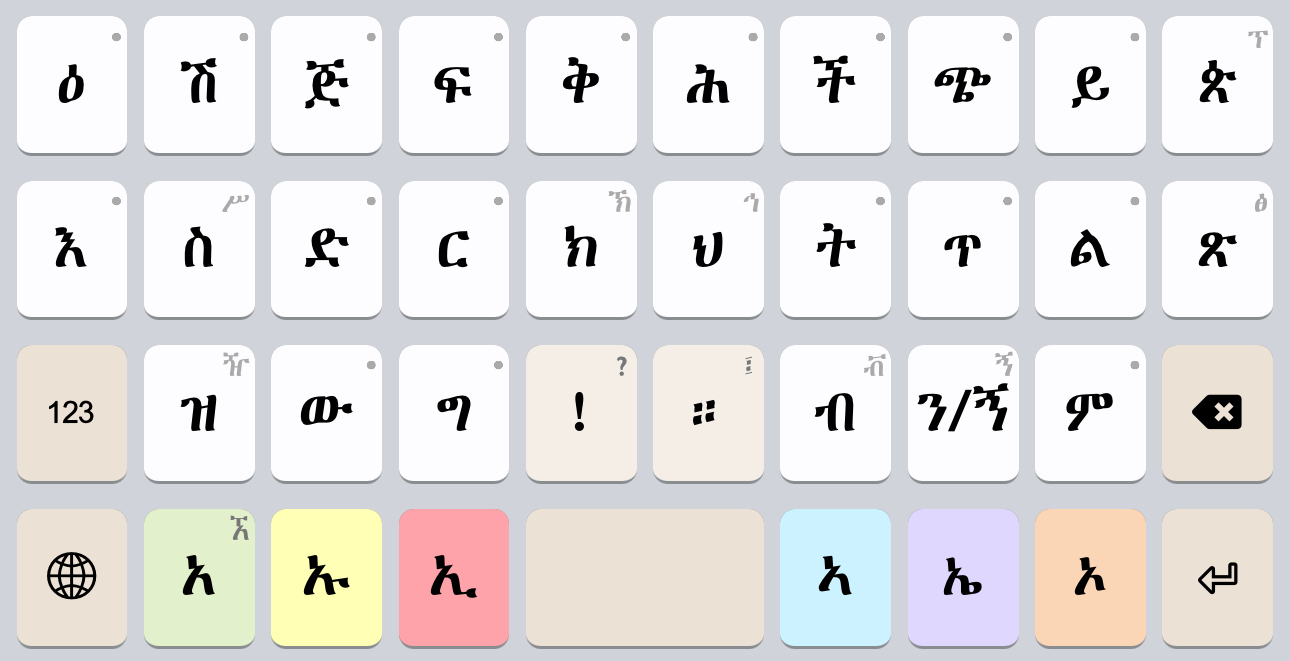 ዕ ሽ ጅ ፍ ቅ ሕ ች ጭ ይ ጵ ፕ
እ ስ ሥ ድ ር ክ ኽ ህ ኅ ት ጥ ል ጽ ፅ
123 ዝ ዥ ው ግ ! ? ። ፤ ብ ቭ ን/ኝ ኝ ም
አ ኧ ኡ ኢ ኣ ኤ ኦ